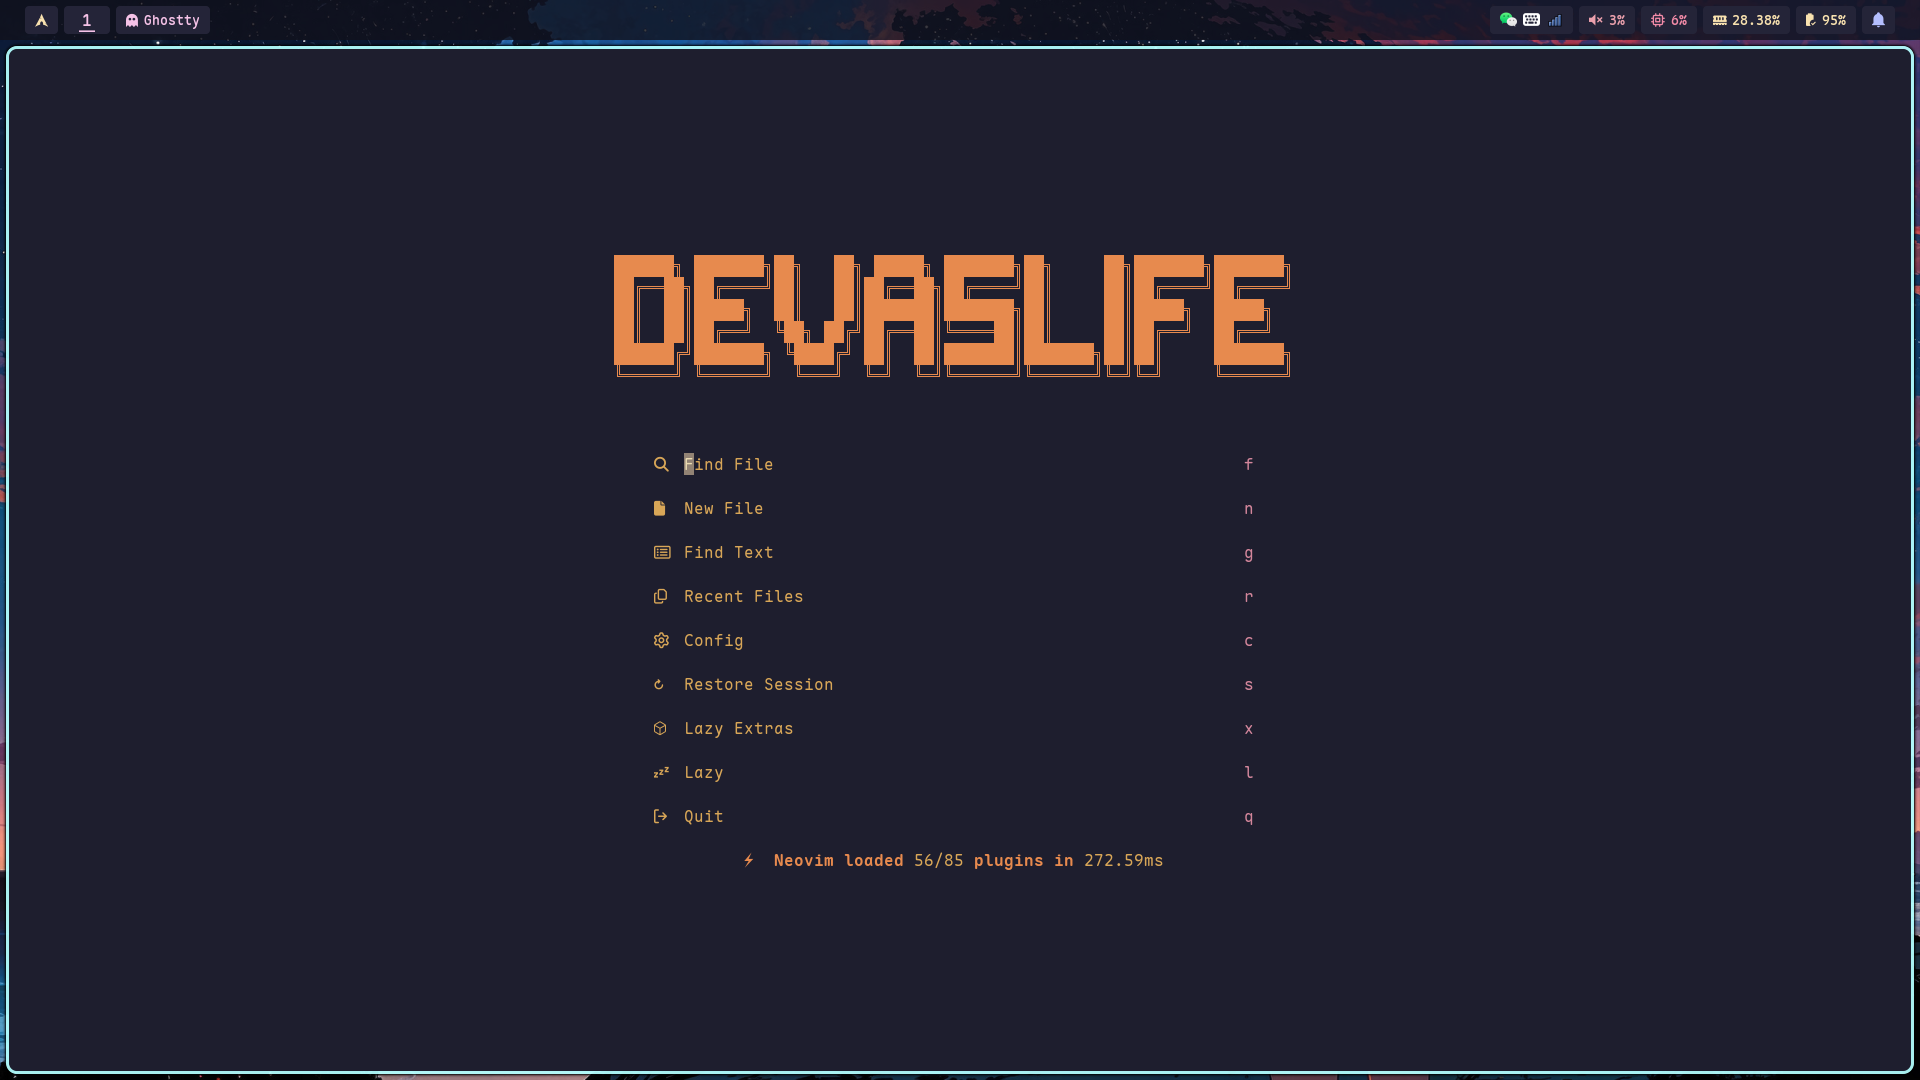 1 Ghostty 3% 6% 28.38% 95%
DEVASLIFE
Find File f
New File n
Find Text g
Recent Files r
Config c
Restore Session s
Lazy Extras x
Lazy l
Quit q
Neovim loaded 56/85 plugins in 272.59ms